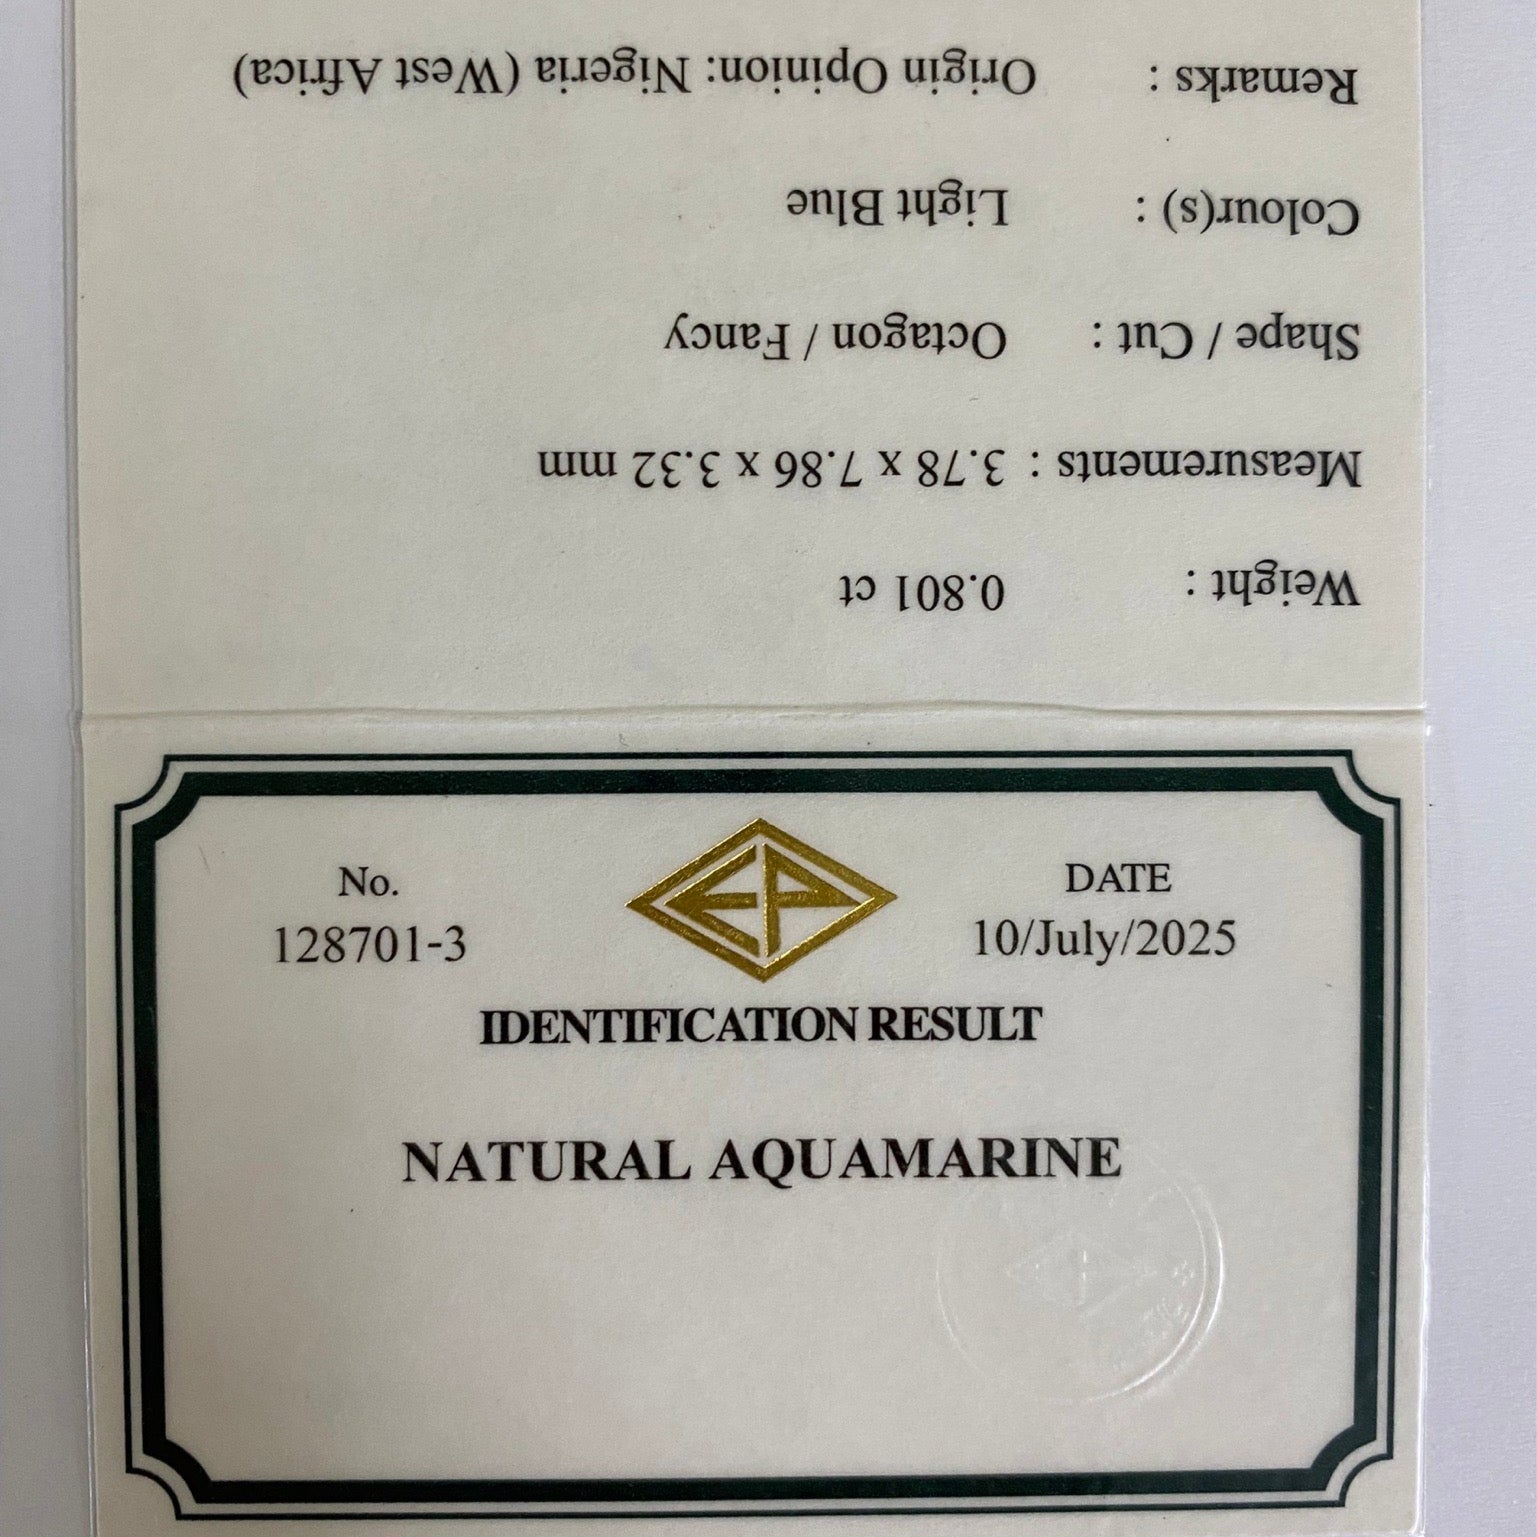 Weight : 0.801 ct
Measurements : 3.78 x 7.86 x 3.32 mm
Shape / Cut : Octagon / Fancy
Colour(s) : Light Blue
Remarks : Origin Opinion: Nigeria (West Africa)
No.
128701-3
EP
DATE
10/July/2025
IDENTIFICATION RESULT
NATURAL AQUAMARINE